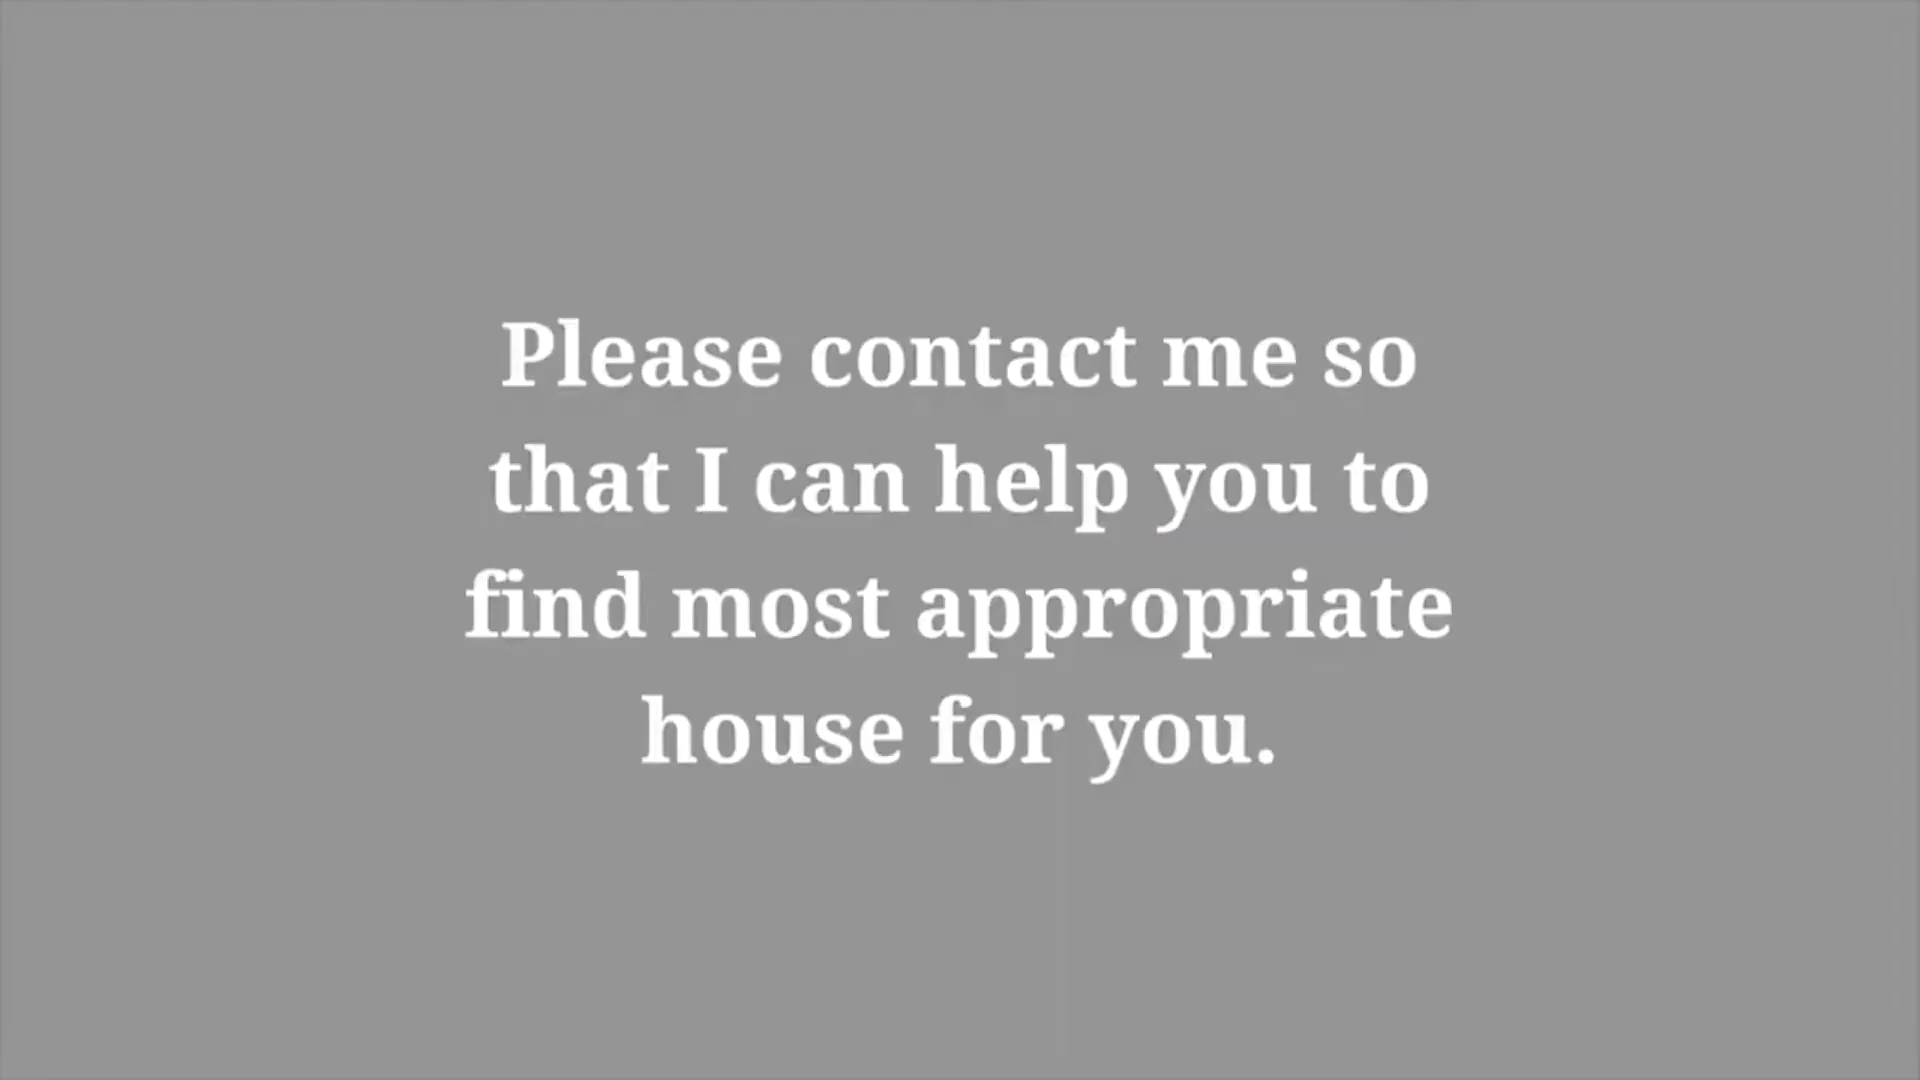 Please contact me so
that I can help you to
find most appropriate
house for you.